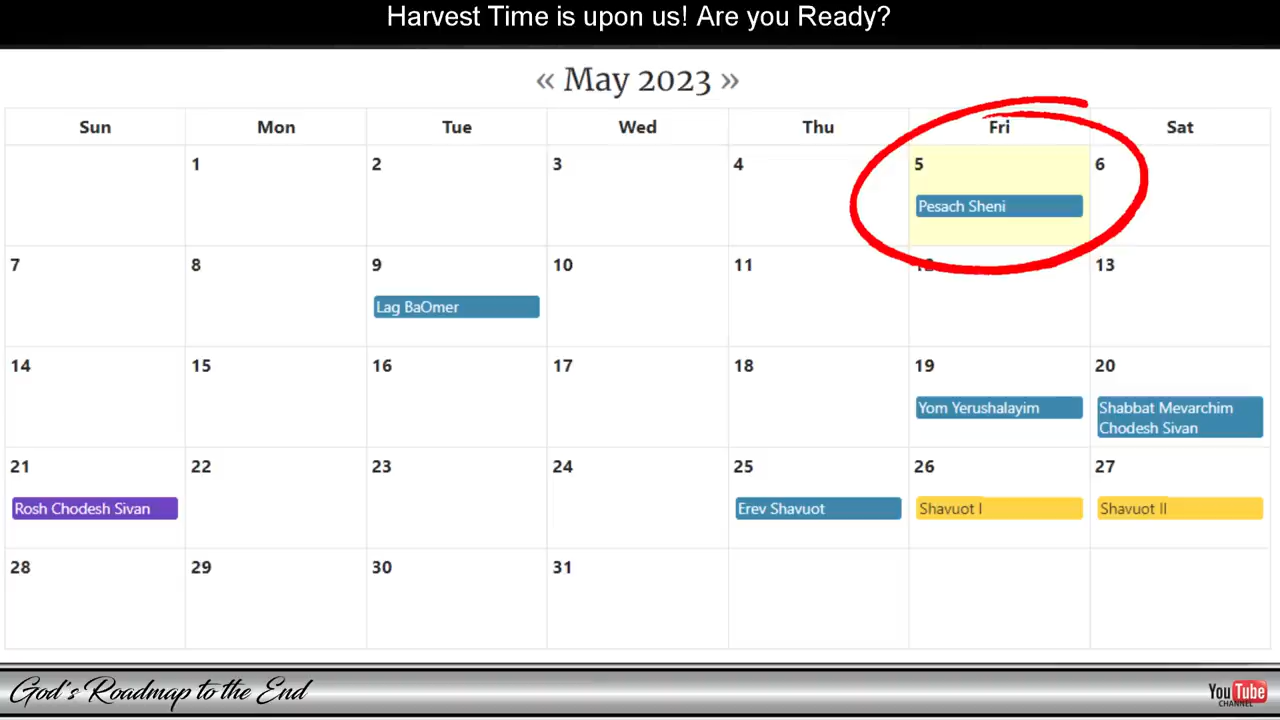 Harvest Time is upon us! Are you Ready?
« May 2023 »
Sun Mon Tue Wed Thu Fri Sat
1 2 3 4 5 6
Pesach Sheni
7 8 9 10 11 12 13
Lag BaOmer
14 15 16 17 18 19 20
Yom Yerushalayim Shabbat Mevarchim
Chodesh Sivan
21 22 23 24 25 26 27
Rosh Chodesh Sivan Erev Shavuot Shavuot I Shavuot II
28 29 30 31
God's Roadmap to the End
YouTube
CHANNEL